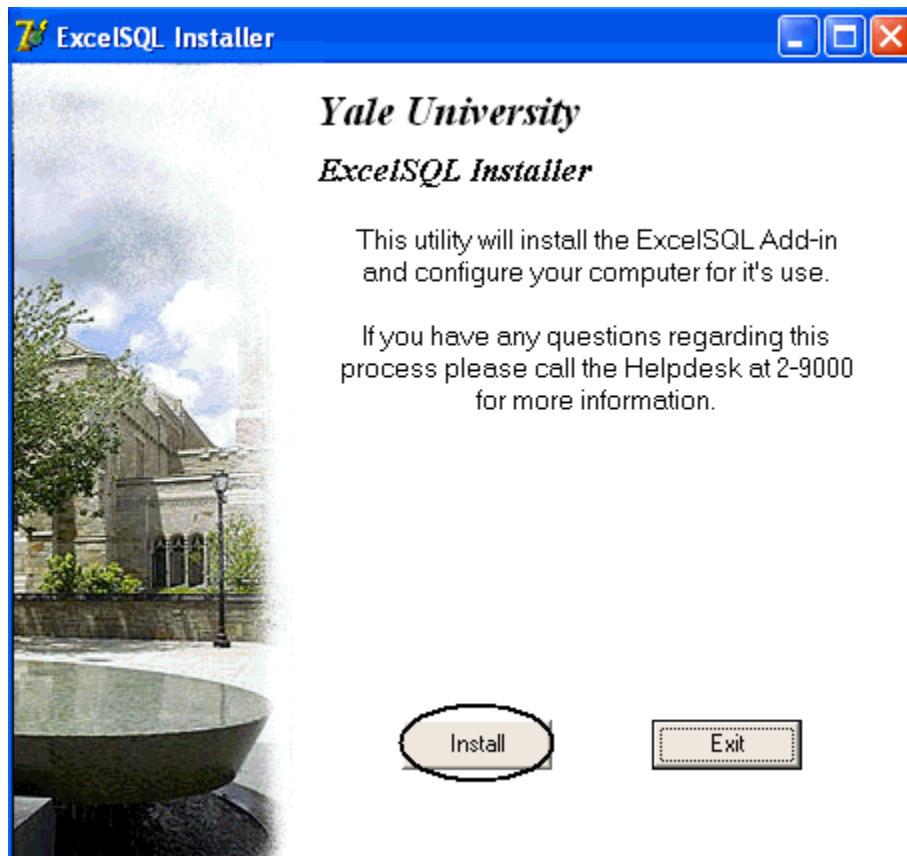 ExcelSQL Installer
Yale University
ExcelSQL Installer
This utility will install the ExcelSQL Add-in
and configure your computer for it's use.
If you have any questions regarding this
process please call the Helpdesk at 2-9000
for more information.
Install
Exit